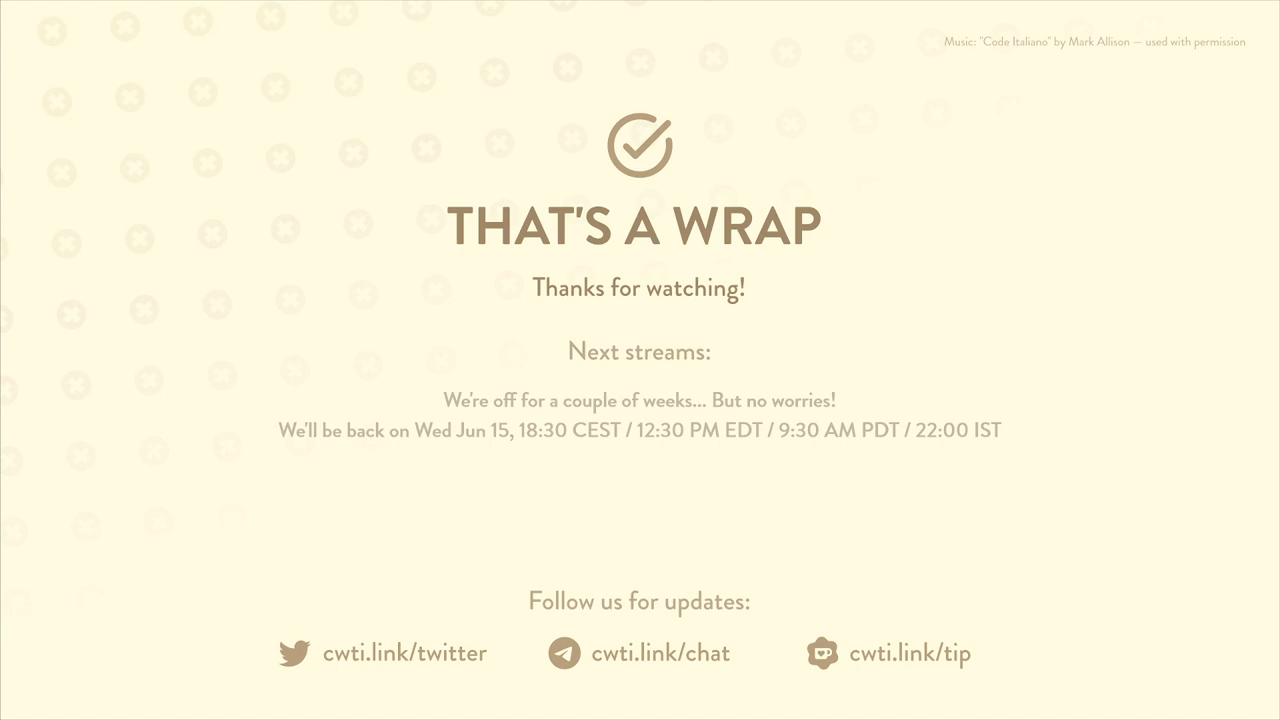 Music: "Code Italiano" by Mark Allison — used with permission
THAT'S A WRAP
Thanks for watching!
Next streams:
We're off for a couple of weeks... But no worries!
We'll be back on Wed Jun 15, 18:30 CEST / 12:30 PM EDT / 9:30 AM PDT / 22:00 IST
Follow us for updates:
cwti.link/twitter
cwti.link/chat
cwti.link/tip